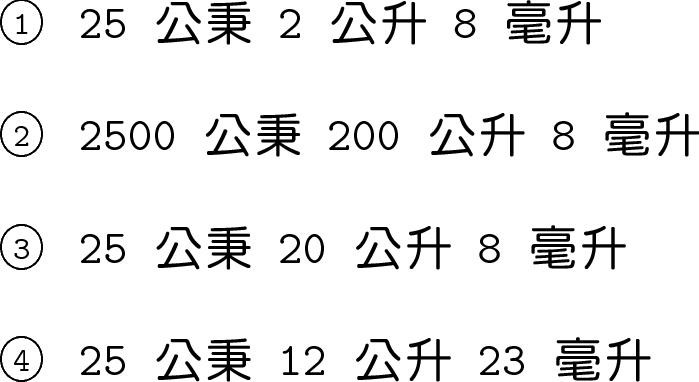 ① 25 公秉 2 公升 8 毫升
② 2500 公秉 200 公升 8 毫升
③ 25 公秉 20 公升 8 毫升
④ 25 公秉 12 公升 23 毫升